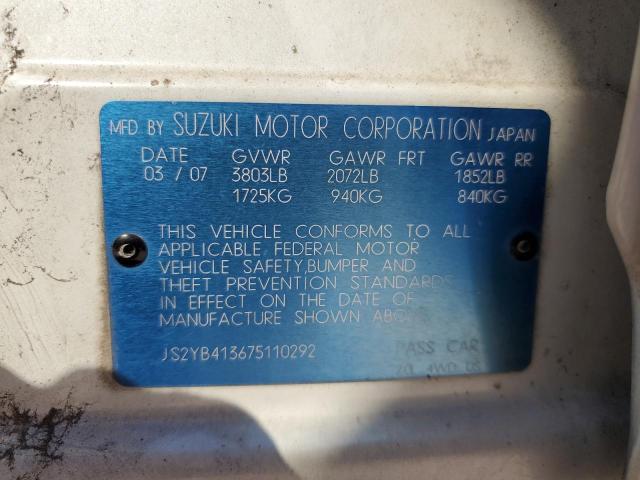 MFD BY SUZUKI MOTOR CORPORATION JAPAN
DATE GVWR GAWR FRT GAWR RR
03 / 07 3803LB 2072LB 1852LB
1725KG 940KG 840KG
THIS VEHICLE CONFORMS TO ALL
APPLICABLE FEDERAL MOTOR
VEHICLE SAFETY,BUMPER AND
THEFT PREVENTION STANDARDS
IN EFFECT ON THE DATE OF
MANUFACTURE SHOWN ABOVE.
JS2YB413675110292 PASS CAR
4WD